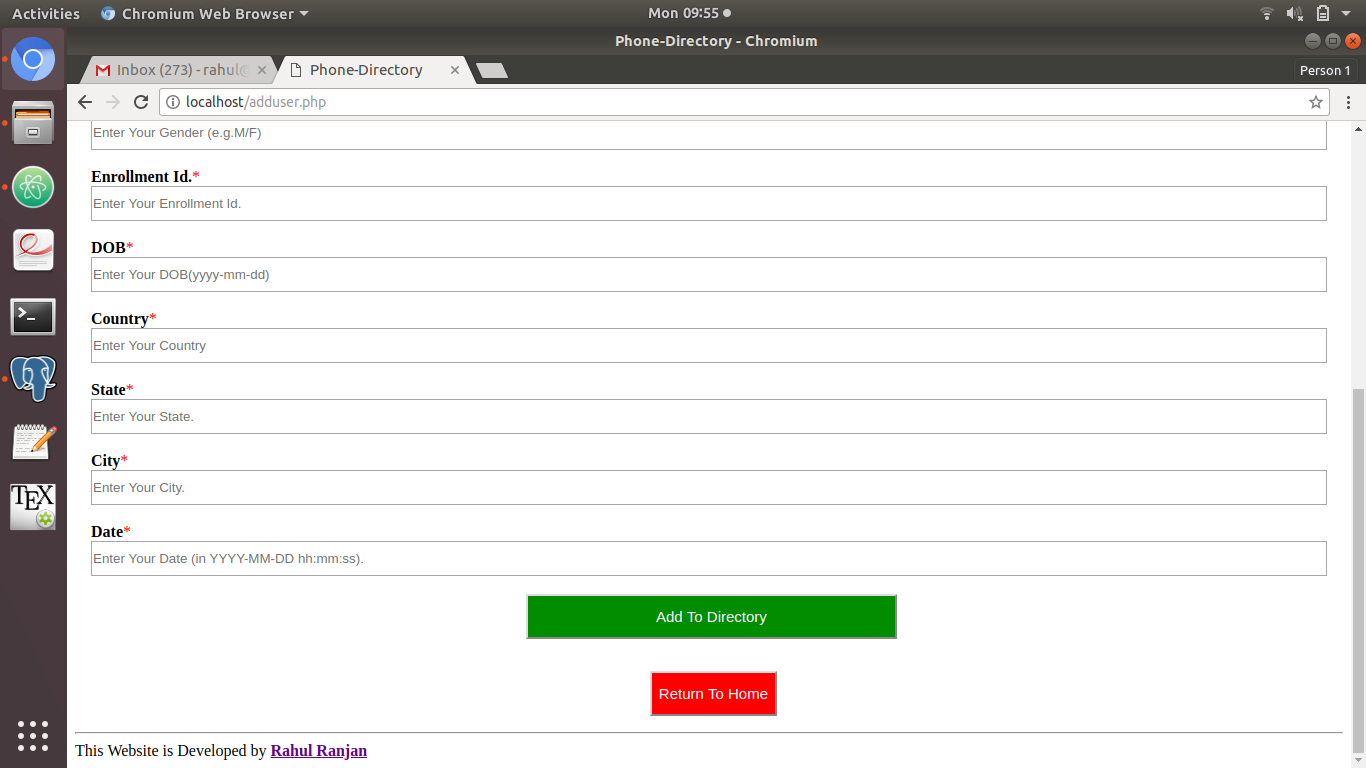 Activities Chromium Web Browser Mon 09:55
Phone-Directory - Chromium
Inbox (273) - rahul@ Phone-Directory Person 1
localhost/adduser.php
Enter Your Gender (e.g.M/F)
Enrollment Id.*
Enter Your Enrollment Id.
DOB*
Enter Your DOB(yyyy-mm-dd)
Country*
Enter Your Country
State*
Enter Your State.
City*
Enter Your City.
Date*
Enter Your Date (in YYYY-MM-DD hh:mm:ss).
Add To Directory
Return To Home
This Website is Developed by Rahul Ranjan
TEX